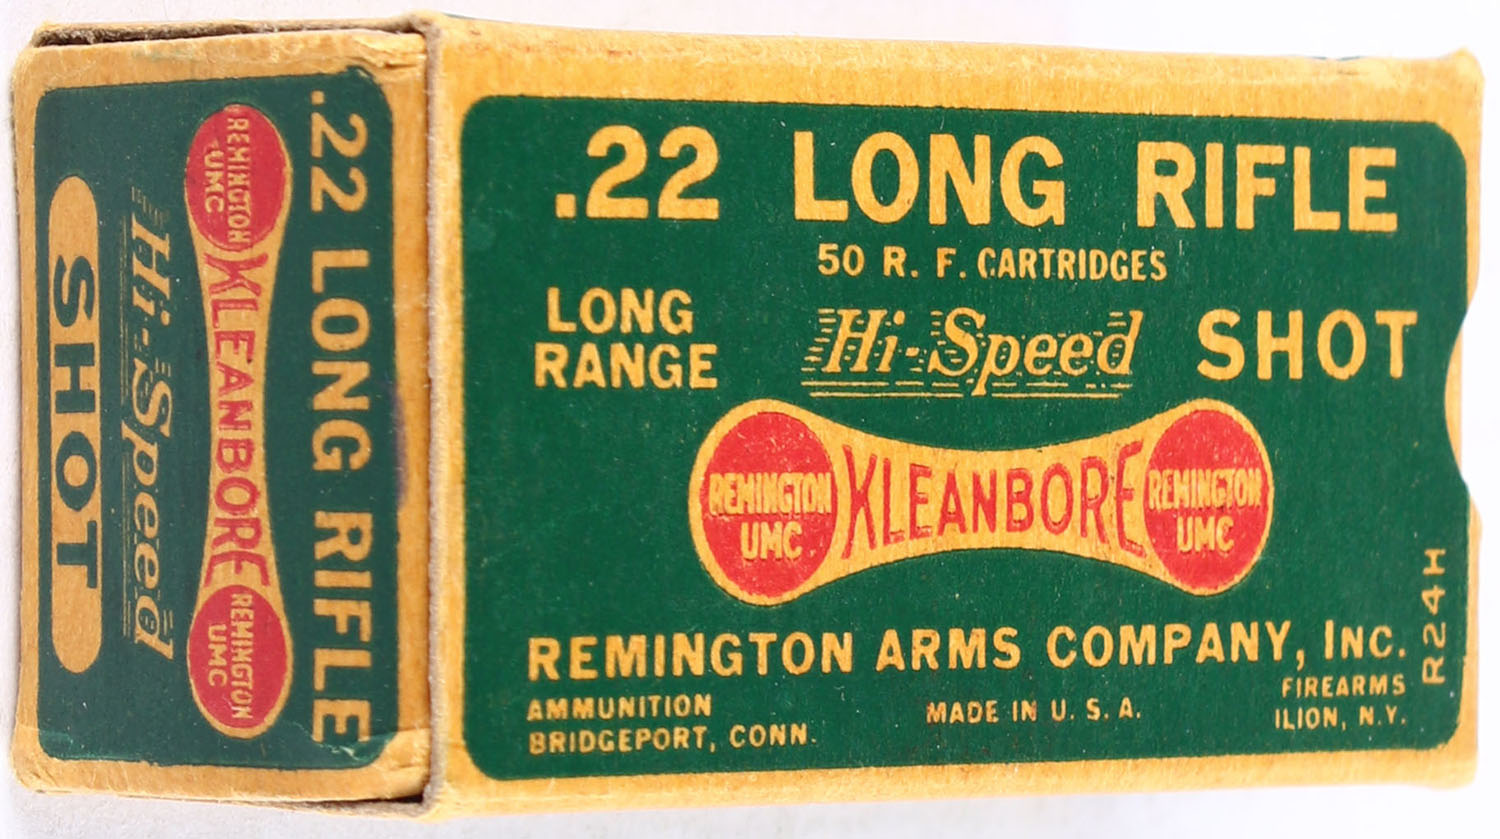 .22 LONG RIFLE
50 R. F. CARTRIDGES
LONG
RANGE
Hi-Speed SHOT
REMINGTON
UMC
KLEANBORE
REMINGTON
UMC
REMINGTON ARMS COMPANY, INC.
AMMUNITION
BRIDGEPORT, CONN.
MADE IN U. S. A.
FIREARMS
ILION, N.Y.
R24H
.22 LONG RIFLE
REMINGTON
UMC
KLEANBORE
REMINGTON
UMC
Hi-Speed
SHOT